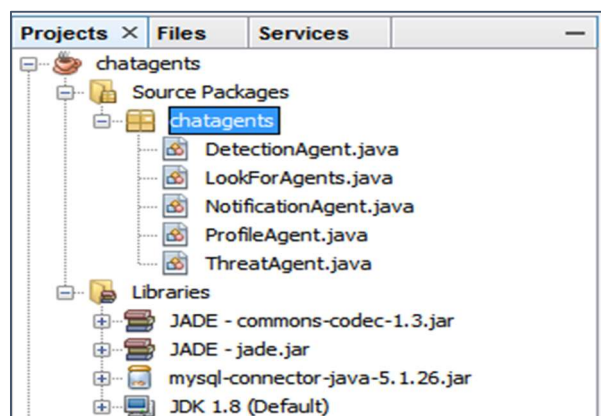 Projects × Files Services
chatagents
Source Packages
chatagents
DetectionAgent.java
LookForAgents.java
NotificationAgent.java
ProfileAgent.java
ThreatAgent.java
Libraries
JADE - commons-codec-1.3.jar
JADE - jade.jar
mysql-connector-java-5.1.26.jar
JDK 1.8 (Default)